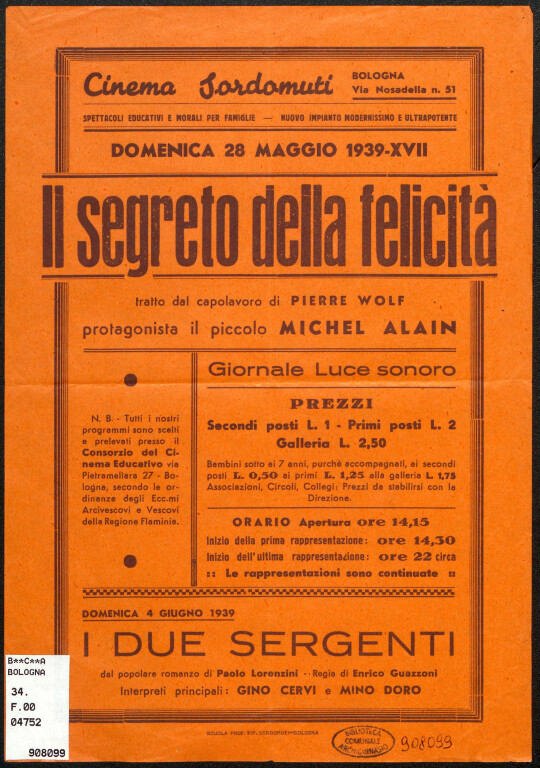 Cinema Sordomuti
BOLOGNA
Via Nosadella n. 51
SPETTACOLI EDUCATIVI E MORALI PER FAMIGLIE — NUOVO IMPIANTO MODERNISSIMO E ULTRAPOTENTE
DOMENICA 28 MAGGIO 1939-XVII
Il segreto della felicità
tratto dal capolavoro di PIERRE WOLF
protagonista il piccolo MICHEL ALAIN
N. B. - Tutti i nostri
programmi sono scelti
e prelevati presso il
Consorzio del Ci-
nema Educativo via
Pietramellara 27 - Bo-
logna, secondo le or-
dinanze degli Ecc.mi
Arcivescovi e Vescovi
della Regione Flaminia.
Giornale Luce sonoro
PREZZI
Secondi posti L. 1 - Primi posti L. 2
Galleria L. 2,50
Bambini sotto ai 7 anni, purchè accompagnati, ai secondi
posti L. 0,50 ai primi L. 1,25 alla galleria L. 1,75
Associazioni, Circoli, Collegi: Prezzi da stabilirsi con la
Direzione.
ORARIO Apertura ore 14,15
Inizio della prima rappresentazione: ore 14,30
Inizio dell'ultima rappresentazione: ore 22 circa
:: Le rappresentazioni sono continuate ::
DOMENICA 4 GIUGNO 1939
I DUE SERGENTI
dal popolare romanzo di Paolo Lorenzini -- Regia di Enrico Guazzoni
Interpreti principali: GINO CERVI e MINO DORO
B**C**A
BOLOGNA
34.
F.00
04752
908099
SCUOLA PROF. TIP. SORDOMUTI-BOLOGNA
BIBLIOTECA
COMUNALE
ARCHIGINNASIO
908099